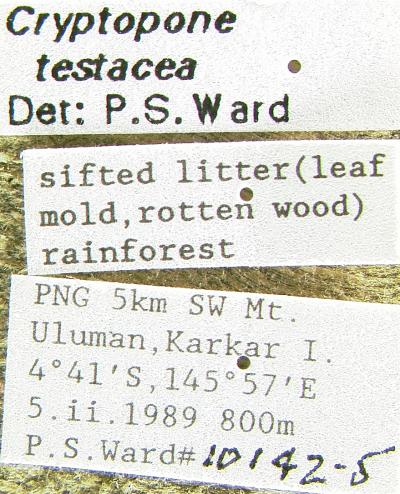 Cryptopone
testacea
Det: P.S.Ward
sifted litter(leaf
mold,rotten wood)
rainforest
PNG 5km SW Mt.
Uluman,Karkar I.
4°41'S,145°57'E
5.ii.1989 800m
P.S.Ward#10142-5